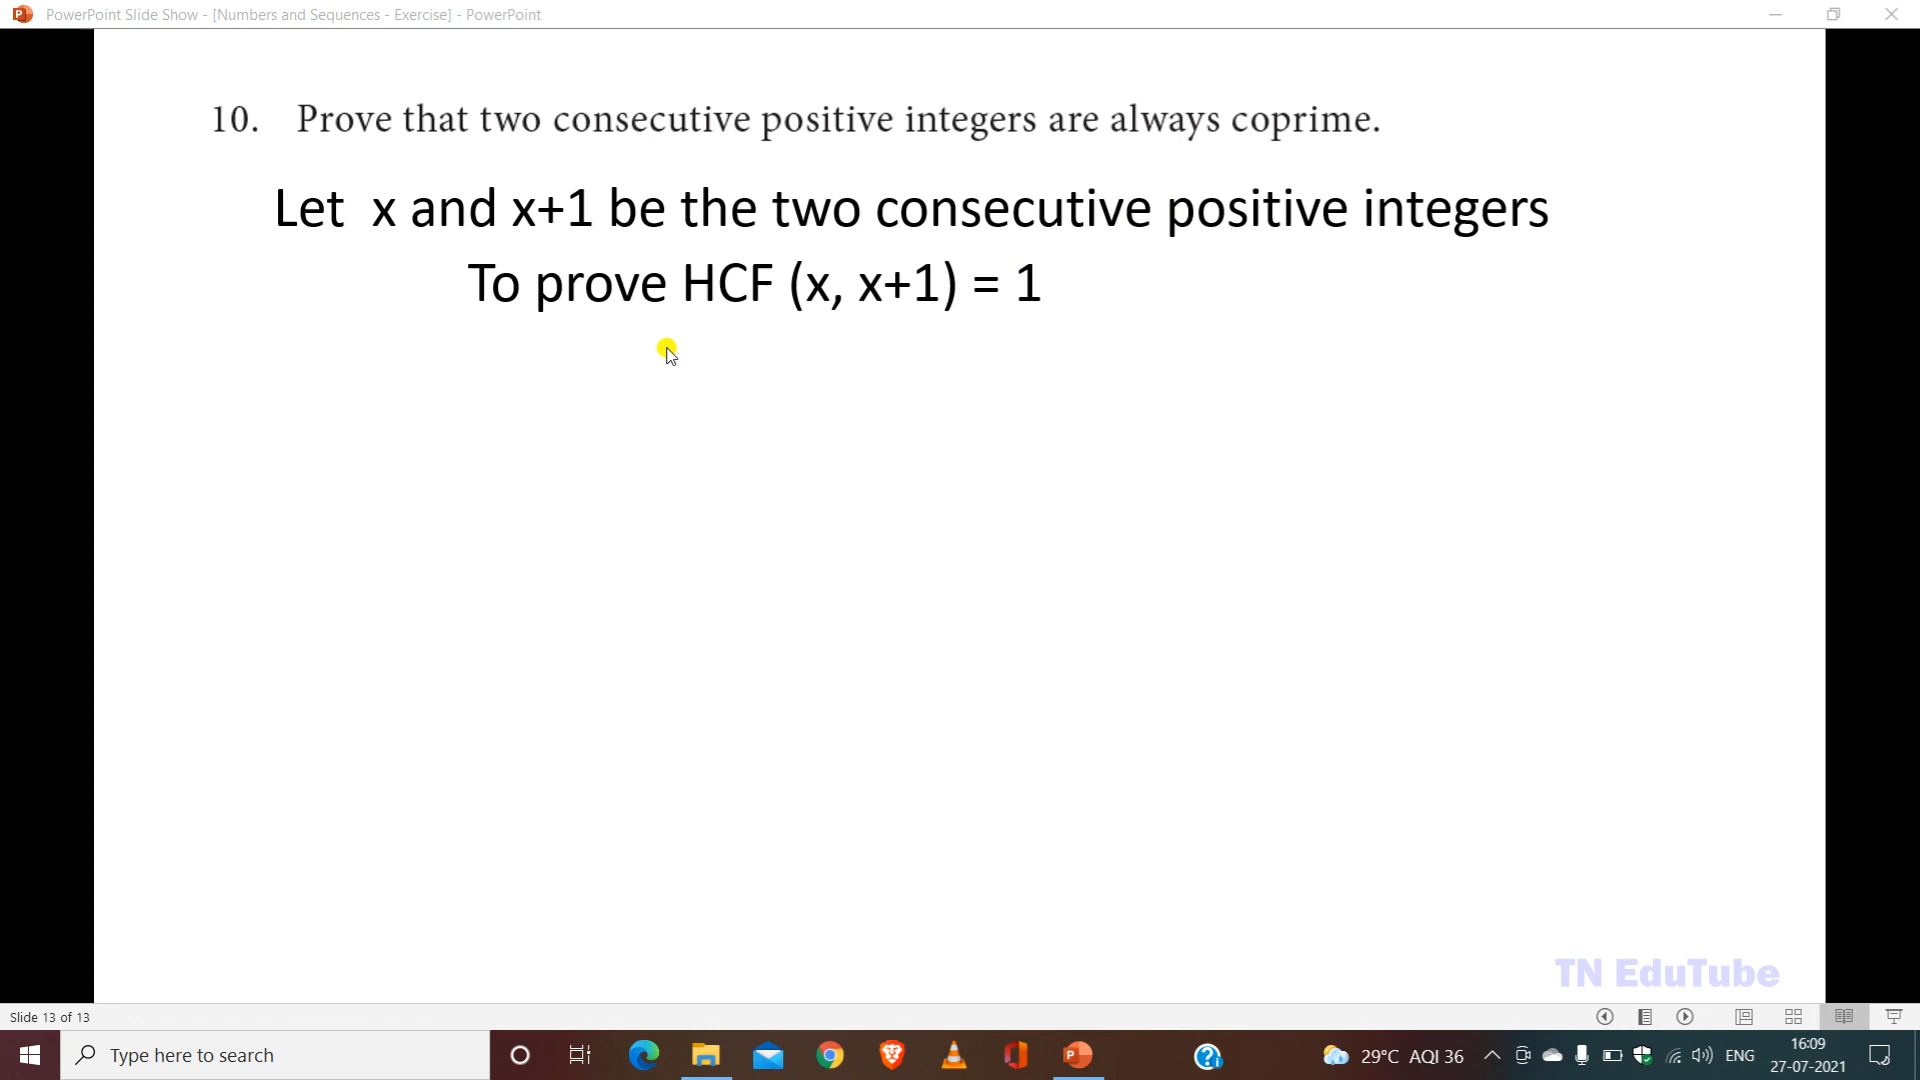 PowerPoint Slide Show - [Numbers and Sequences - Exercise] - PowerPoint
10. Prove that two consecutive positive integers are always coprime.
Let x and x+1 be the two consecutive positive integers
To prove HCF (x, x+1) = 1
TN EduTube
Slide 13 of 13
Type here to search
29°C AQI 36
ENG
16:09
27-07-2021